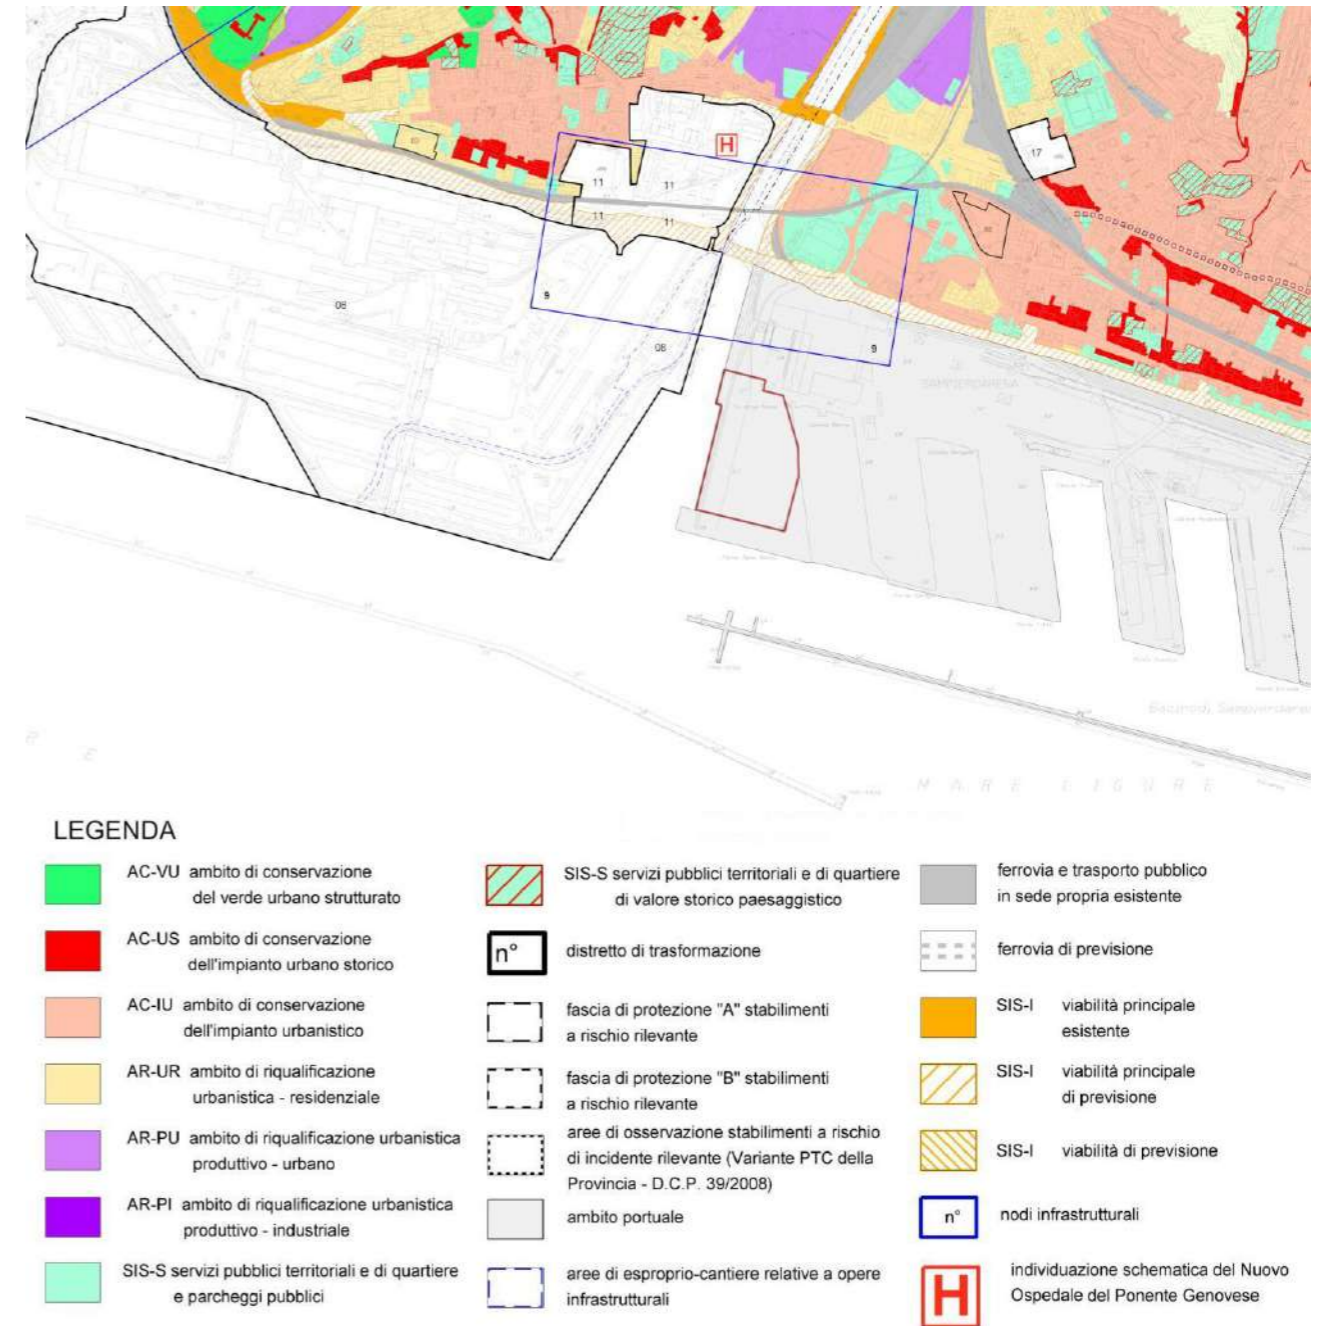 H
17
11
11
11
11
9
08
08
9
SAMPIERDARENA
MARE LIGURE
LEGENDA
AC-VU ambito di conservazione
del verde urbano strutturato
AC-US ambito di conservazione
dell'impianto urbano storico
AC-IU ambito di conservazione
dell'impianto urbanistico
AR-UR ambito di riqualificazione
urbanistica - residenziale
AR-PU ambito di riqualificazione urbanistica
produttivo - urbano
AR-PI ambito di riqualificazione urbanistica
produttivo - industriale
SIS-S servizi pubblici territoriali e di quartiere
e parcheggi pubblici
SIS-S servizi pubblici territoriali e di quartiere
di valore storico paesaggistico
n° distretto di trasformazione
fascia di protezione "A" stabilimenti
a rischio rilevante
fascia di protezione "B" stabilimenti
a rischio rilevante
aree di osservazione stabilimenti a rischio
di incidente rilevante (Variante PTC della
Provincia - D.C.P. 39/2008)
ambito portuale
aree di esproprio-cantiere relative a opere
infrastrutturali
ferrovia e trasporto pubblico
in sede propria esistente
ferrovia di previsione
SIS-I viabilità principale
esistente
SIS-I viabilità principale
di previsione
SIS-I viabilità di previsione
n° nodi infrastrutturali
H individuazione schematica del Nuovo
Ospedale del Ponente Genovese